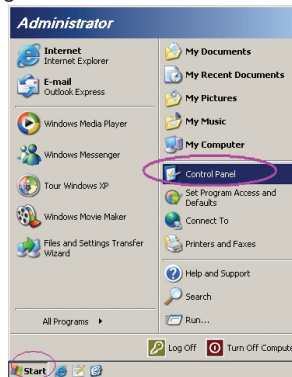 Administrator
Internet
Internet Explorer
E-mail
Outlook Express
Windows Media Player
Windows Messenger
Tour Windows XP
Windows Movie Maker
Files and Settings Transfer
Wizard
All Programs
My Documents
My Recent Documents
My Pictures
My Music
My Computer
Control Panel
Set Program Access and
Defaults
Connect To
Printers and Faxes
Help and Support
Search
Run...
Log Off
Turn Off Compute
Start